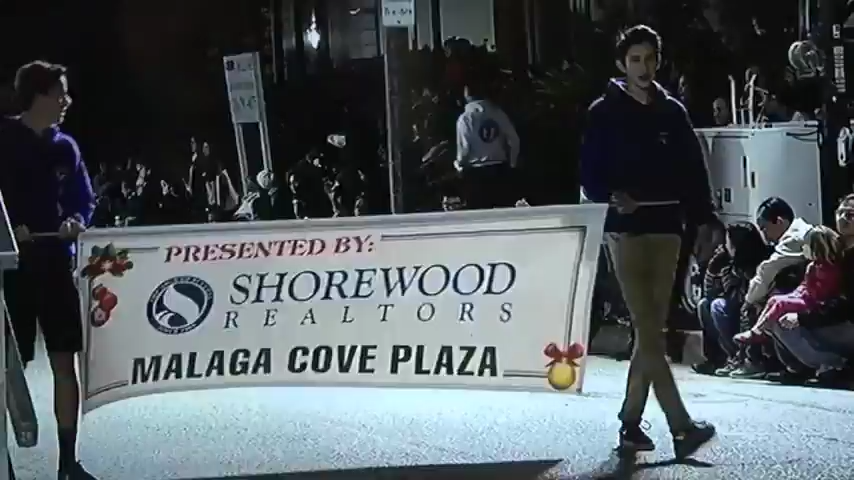 PRESENTED BY:
SHOREWOOD
REALTORS
MALAGA COVE PLAZA